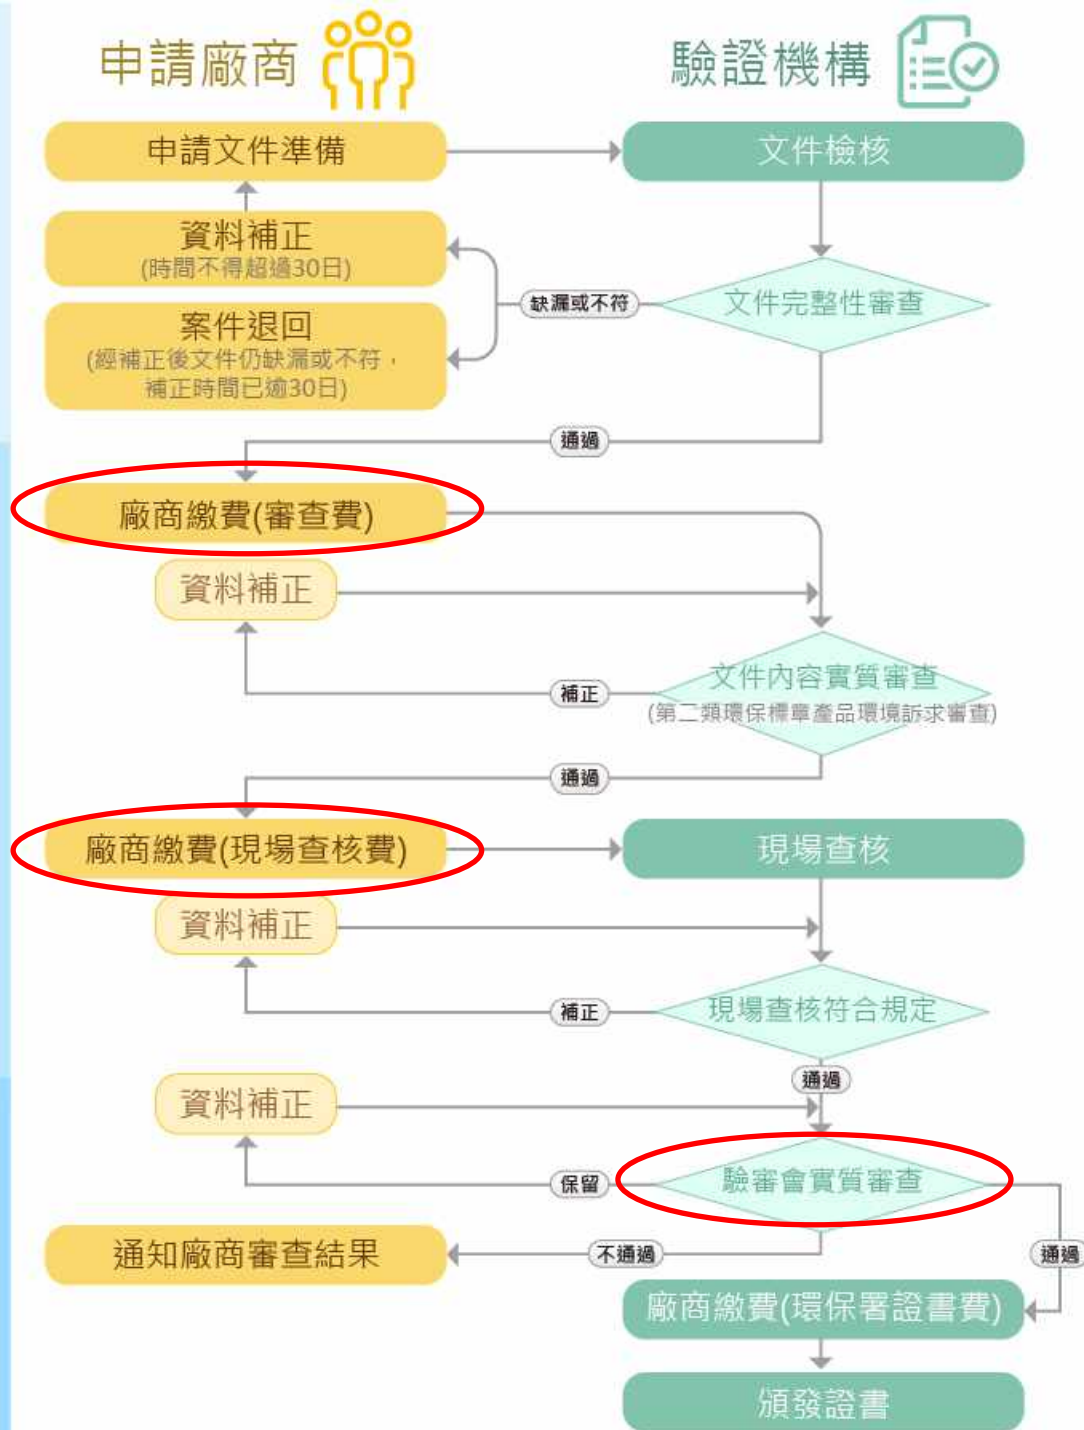 申請廠商
驗證機構
申請文件準備
文件檢核
資料補正
(時間不得超過30日)
缺漏或不符
文件完整性審查
案件退回
(經補正後文件仍缺漏或不符，
補正時間已逾30日)
通過
廠商繳費(審查費)
資料補正
文件內容實質審查
(第二類環保標章產品環境訴求審查)
補正
通過
廠商繳費(現場查核費)
現場查核
資料補正
補正
現場查核符合規定
通過
資料補正
保留
驗審會實質審查
通知廠商審查結果
不通過
通過
廠商繳費(環保署證書費)
頒發證書